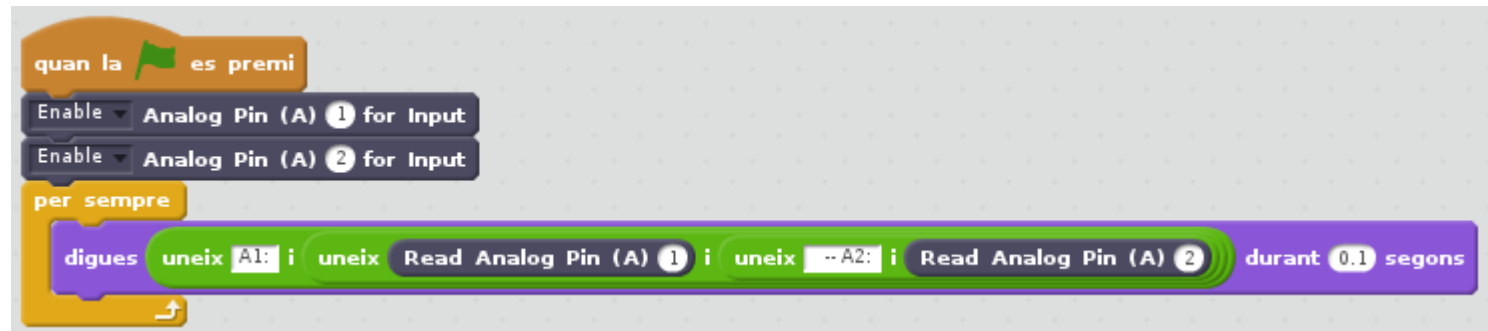 quan la es premi
Enable Analog Pin (A) 1 for Input
Enable Analog Pin (A) 2 for Input
per sempre
digues uneix A1: i uneix Read Analog Pin (A) 1 i uneix -- A2: i Read Analog Pin (A) 2 durant 0.1 segons